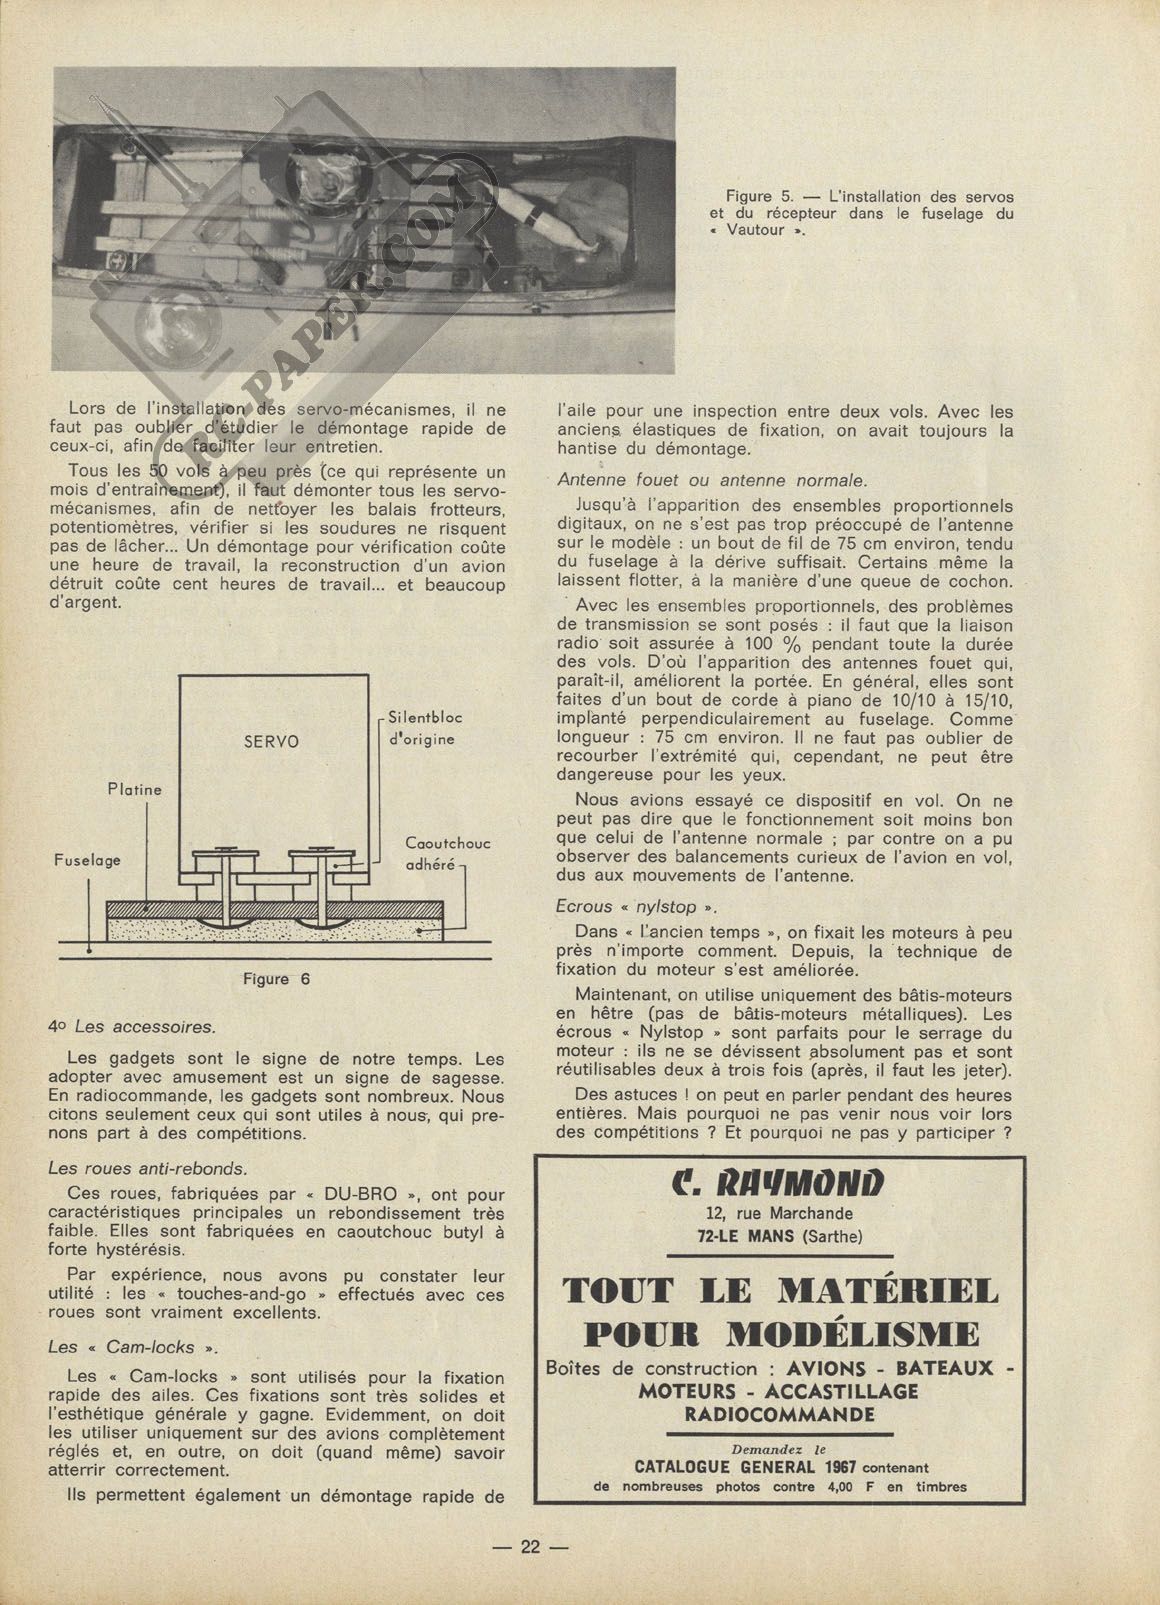 Figure 5. — L'installation des servos
et du récepteur dans le fuselage du
« Vautour ».
RC-PAPER.COM
Lors de l'installation des servo-mécanismes, il ne
faut pas oublier d'étudier le démontage rapide de
ceux-ci, afin de faciliter leur entretien.
Tous les 50 vols à peu près (ce qui représente un
mois d'entraînement), il faut démonter tous les servo-
mécanismes, afin de nettoyer les balais frotteurs,
potentiomètres, vérifier si les soudures ne risquent
pas de lâcher... Un démontage pour vérification coûte
une heure de travail, la reconstruction d'un avion
détruit coûte cent heures de travail... et beaucoup
d'argent.
SERVO
Silentbloc
d'origine
Platine
Fuselage
Caoutchouc
adhéré
Figure 6
4° Les accessoires.
Les gadgets sont le signe de notre temps. Les
adopter avec amusement est un signe de sagesse.
En radiocommande, les gadgets sont nombreux. Nous
citons seulement ceux qui sont utiles à nous, qui pre-
nons part à des compétitions.
Les roues anti-rebonds.
Ces roues, fabriquées par « DU-BRO », ont pour
caractéristiques principales un rebondissement très
faible. Elles sont fabriquées en caoutchouc butyl à
forte hystérésis.
Par expérience, nous avons pu constater leur
utilité : les « touches-and-go » effectués avec ces
roues sont vraiment excellents.
Les « Cam-locks ».
Les « Cam-locks » sont utilisés pour la fixation
rapide des ailes. Ces fixations sont très solides et
l'esthétique générale y gagne. Evidemment, on doit
les utiliser uniquement sur des avions complètement
réglés et, en outre, on doit (quand même) savoir
atterrir correctement.
Ils permettent également un démontage rapide de
l'aile pour une inspection entre deux vols. Avec les
anciens élastiques de fixation, on avait toujours la
hantise du démontage.
Antenne fouet ou antenne normale.
Jusqu'à l'apparition des ensembles proportionnels
digitaux, on ne s'est pas trop préoccupé de l'antenne
sur le modèle : un bout de fil de 75 cm environ, tendu
du fuselage à la dérive suffisait. Certains même la
laissent flotter, à la manière d'une queue de cochon.
Avec les ensembles proportionnels, des problèmes
de transmission se sont posés : il faut que la liaison
radio soit assurée à 100 % pendant toute la durée
des vols. D'où l'apparition des antennes fouet qui,
paraît-il, améliorent la portée. En général, elles sont
faites d'un bout de corde à piano de 10/10 à 15/10,
implanté perpendiculairement au fuselage. Comme
longueur : 75 cm environ. Il ne faut pas oublier de
recourber l'extrémité qui, cependant, ne peut être
dangereuse pour les yeux.
Nous avions essayé ce dispositif en vol. On ne
peut pas dire que le fonctionnement soit moins bon
que celui de l'antenne normale ; par contre on a pu
observer des balancements curieux de l'avion en vol,
dus aux mouvements de l'antenne.
Ecrous « nylstop ».
Dans « l'ancien temps », on fixait les moteurs à peu
près n'importe comment. Depuis, la technique de
fixation du moteur s'est améliorée.
Maintenant, on utilise uniquement des bâtis-moteurs
en hêtre (pas de bâtis-moteurs métalliques). Les
écrous « Nylstop » sont parfaits pour le serrage du
moteur : ils ne se dévissent absolument pas et sont
réutilisables deux à trois fois (après, il faut les jeter).
Des astuces ! on peut en parler pendant des heures
entières. Mais pourquoi ne pas venir nous voir lors
des compétitions ? Et pourquoi ne pas y participer ?
C. RAYMOND
12, rue Marchande
72-LE MANS (Sarthe)
TOUT LE MATÉRIEL
POUR MODÉLISME
Boîtes de construction : AVIONS - BATEAUX -
MOTEURS - ACCASTILLAGE
RADIOCOMMANDE
Demandez le
CATALOGUE GENERAL 1967 contenant
de nombreuses photos contre 4,00 F en timbres
— 22 —